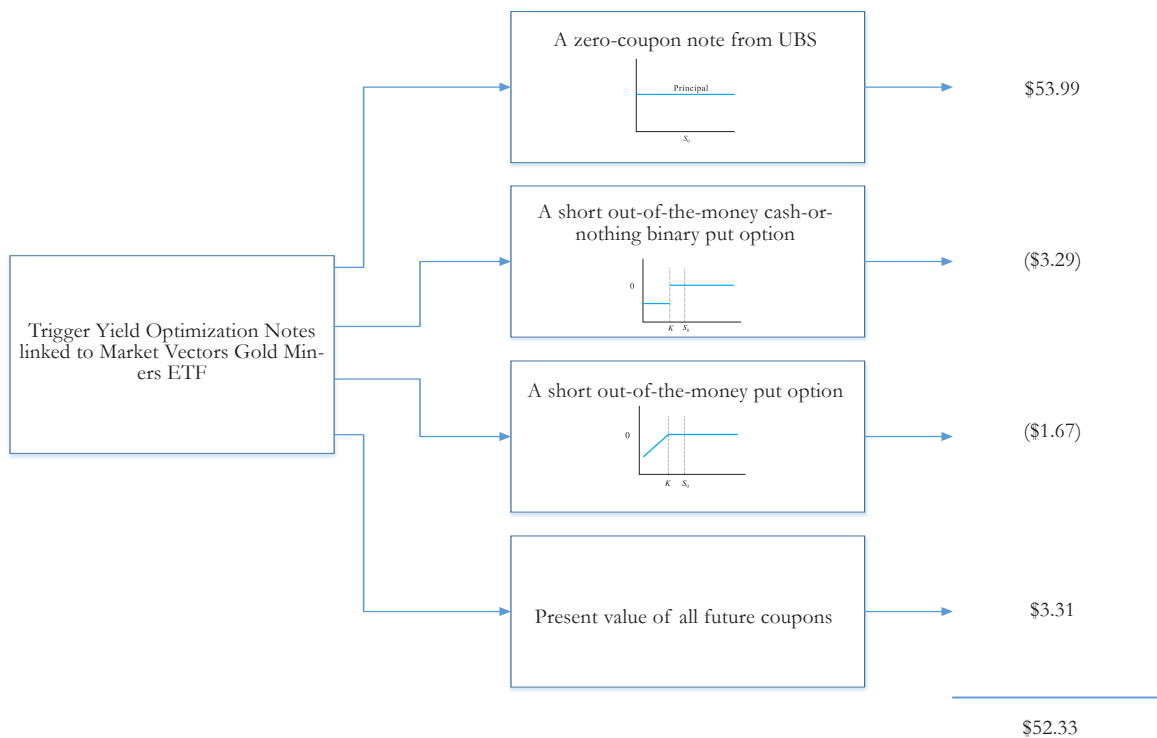 A zero-coupon note from UBS
Principal
S₀
$53.99
A short out-of-the-money cash-or-
nothing binary put option
0
K
S₀
($3.29)
Trigger Yield Optimization Notes
linked to Market Vectors Gold Min-
ers ETF
A short out-of-the-money put option
0
K
S₀
($1.67)
Present value of all future coupons
$3.31
$52.33